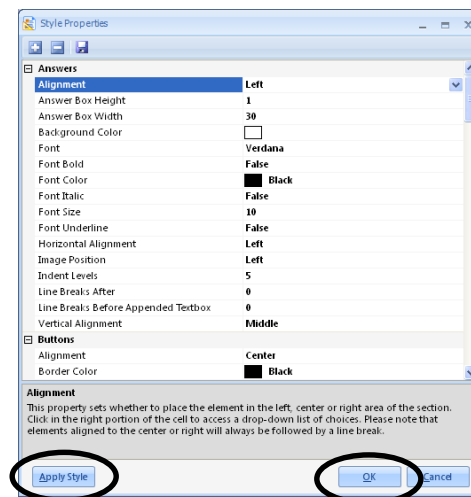 Style Properties
Answers
Alignment Left
Answer Box Height 1
Answer Box Width 30
Background Color
Font Verdana
Font Bold False
Font Color Black
Font Italic False
Font Size 10
Font Underline False
Horizontal Alignment Left
Image Position Left
Indent Levels 5
Line Breaks After 0
Line Breaks Before Appended Textbox 0
Vertical Alignment Middle
Buttons
Alignment Center
Border Color Black
Alignment
This property sets whether to place the element in the left, center or right area of the section.
Click in the right portion of the cell to access a drop-down list of choices. Please note that
elements aligned to the center or right will always be followed by a line break.
Apply Style OK Cancel